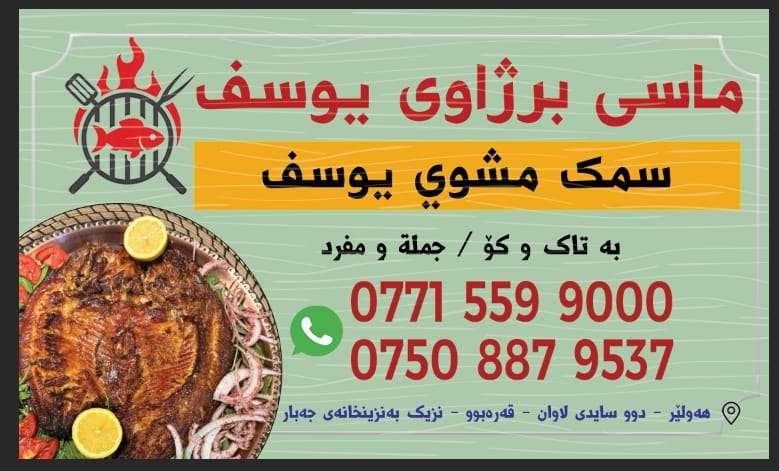 ماسی برژاوی یوسف
سمک مشوي یوسف
بە تاک و کۆ / جملة و مفرد
0771 559 9000
0750 887 9537
هەولێر - دوو سایدی لاوان - قەرەبوو - نزیک بەنزینخانەی جەبار